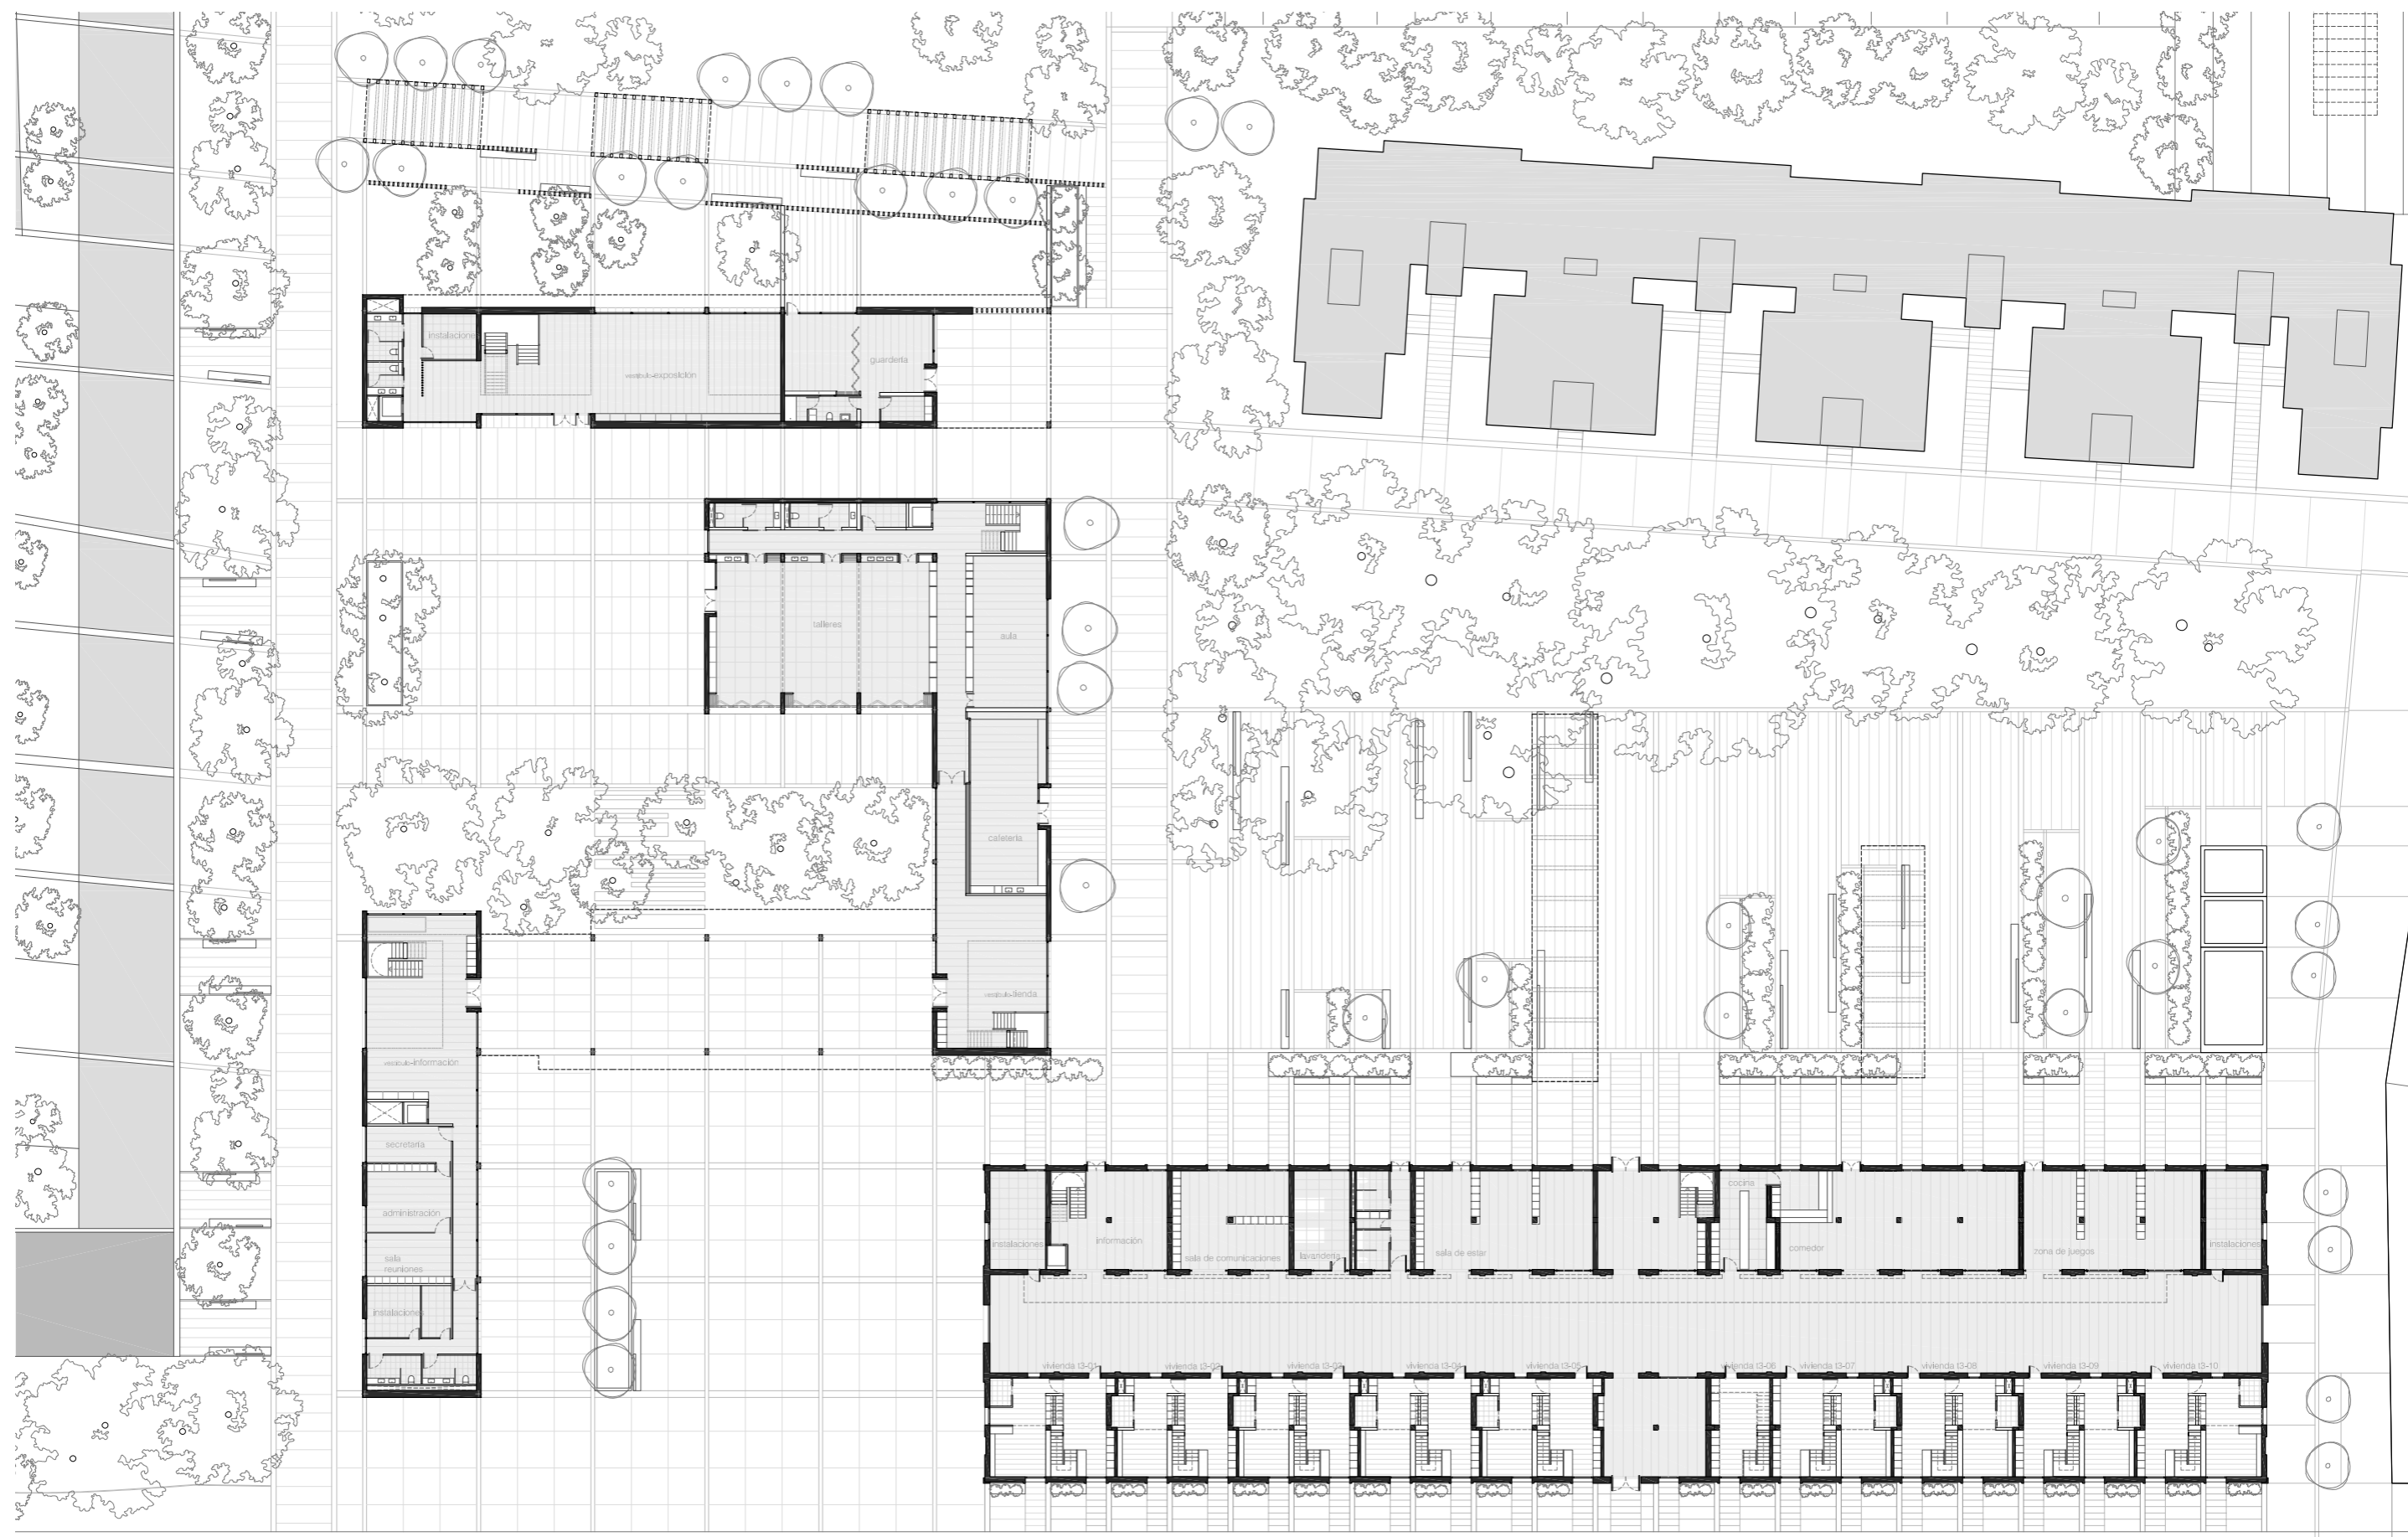 instalaciones
guardería
vestíbulo-exposición
talleres
aula
cafetería
vestíbulo-tienda
vestíbulo-información
secretería
administración
sala
reuniones
instalaciones
cocina
instalaciones
información
sala de comunicaciones
lavandería
sala de estar
comedor
zona de juegos
instalaciones
vivienda t3-01
vivienda t3-02
vivienda t3-03
vivienda t3-04
vivienda t3-05
vivienda t3-06
vivienda t3-07
vivienda t3-08
vivienda t3-09
vivienda t3-10